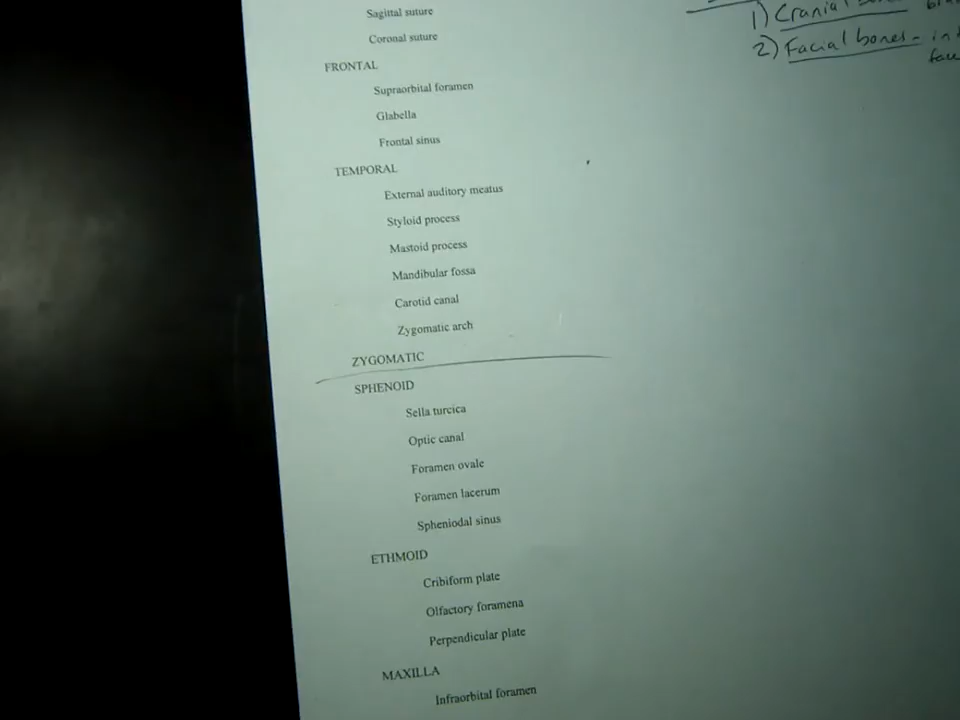 Sagittal suture
Coronal suture
FRONTAL
Supraorbital foramen
Glabella
Frontal sinus
TEMPORAL
External auditory meatus
Styloid process
Mastoid process
Mandibular fossa
Carotid canal
Zygomatic arch
ZYGOMATIC
SPHENOID
Sella turcica
Optic canal
Foramen ovale
Foramen lacerum
Spheniodal sinus
ETHMOID
Cribiform plate
Olfactory foramena
Perpendicular plate
MAXILLA
Infraorbital foramen
1) Cranial
2) Facial bones -